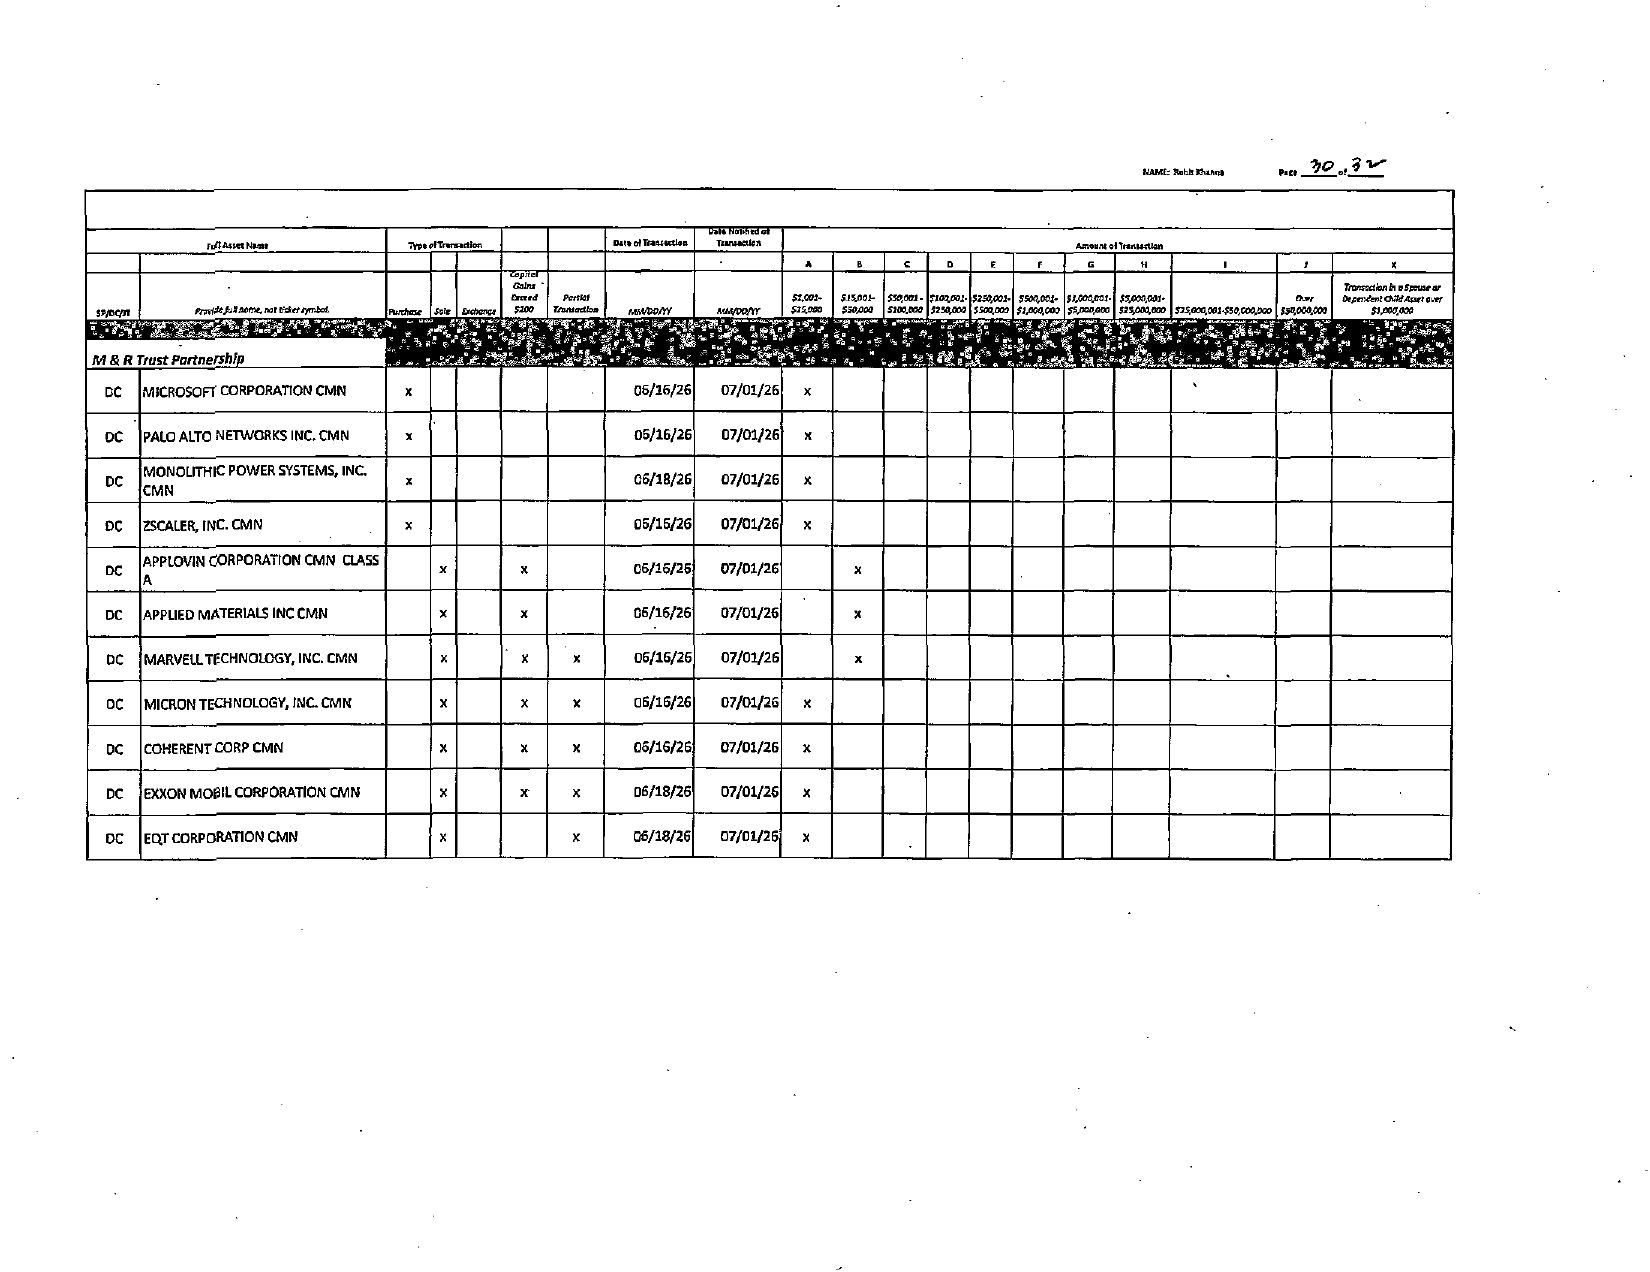 NAME: Rohit Khanna Page 30 of 32
Full Asset Name Type of Transaction Date of Transaction Date Notified of Transaction Amount of Transaction
A B C D E F G H I J K
SP/DC/JT Provide full name, not ticker symbol. Purchase Sale Exchange Capital Gains Exceed $200 Partial Transaction MM/DD/YY MM/DD/YY $1,001-$15,000 $15,001-$50,000 $50,001-$100,000 $100,001-$250,000 $250,001-$500,000 $500,001-$1,000,000 $1,000,001-$5,000,000 $5,000,001-$25,000,000 $25,000,001-$50,000,000 Over $50,000,000 Transaction in a Spouse or Dependent Child Asset over $1,000,000
M & R Trust Partnership
DC MICROSOFT CORPORATION CMN x 06/16/26 07/01/26 x
DC PALO ALTO NETWORKS INC. CMN x 06/16/26 07/01/26 x
DC MONOLITHIC POWER SYSTEMS, INC. CMN x 06/18/26 07/01/26 x
DC ZSCALER, INC. CMN x 07/01/26 x
DC APPLOVIN CORPORATION CMN CLASS A x x 06/16/26 07/01/26 x
DC APPLIED MATERIALS INC CMN x x 06/16/26 07/01/26 x
DC MARVELL TECHNOLOGY, INC. CMN x x x 06/16/26 07/01/26 x
DC MICRON TECHNOLOGY, INC. CMN x x x 06/16/26 07/01/26 x
DC COHERENT CORP CMN x x x 06/16/26 07/01/26 x
DC EXXON MOBIL CORPORATION CMN x x x 06/18/26 07/01/26 x
DC EQT CORPORATION CMN x x 06/18/26 07/01/26 x